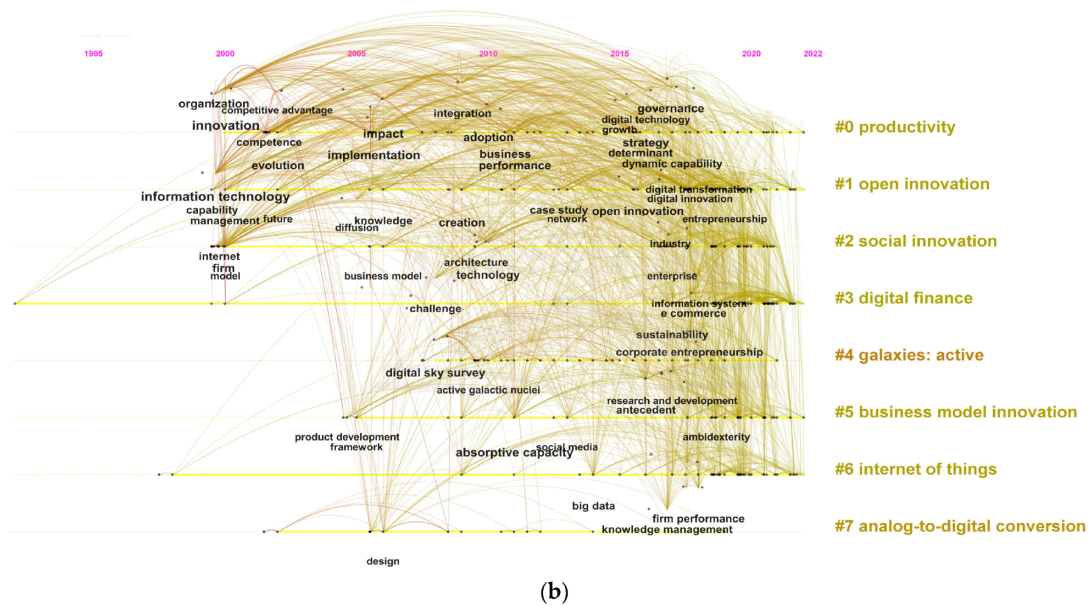 1995 2000 2005 2010 2015 2020 2022
organization
competitive advantage
integration
governance
digital technology
innovation
growth
#0 productivity
impact
adoption
competence
strategy
implementation
business
determinant
evolution
performance
dynamic capability
#1 open innovation
information technology
digital transformation
digital innovation
capability
case study
open innovation
management
future
knowledge
creation
network
entrepreneurship
diffusion
#2 social innovation
industry
internet
architecture
firm
model
business model
technology
enterprise
#3 digital finance
challenge
information system
e commerce
sustainability
corporate entrepreneurship
#4 galaxies: active
digital sky survey
active galactic nuclei
research and development
antecedent
#5 business model innovation
product development
ambidexterity
framework
absorptive capacity
social media
#6 internet of things
big data
firm performance
knowledge management
#7 analog-to-digital conversion
design
(b)